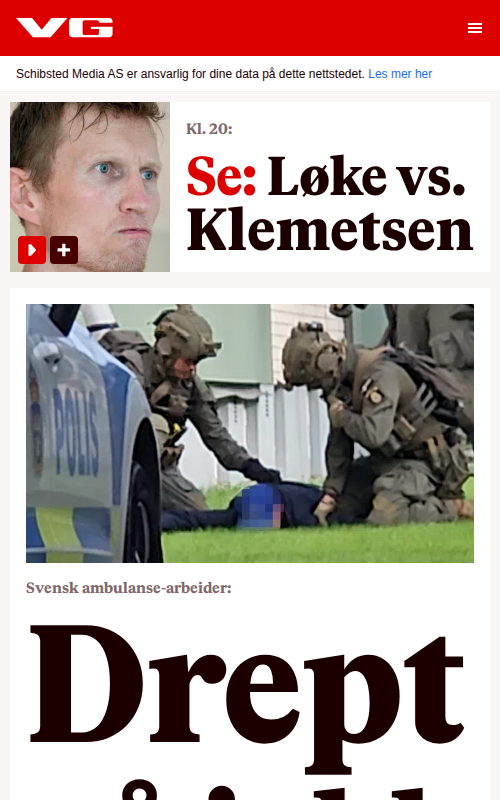 VG
Schibsted Media AS er ansvarlig for dine data på dette nettstedet. Les mer her
Kl. 20:
Se: Løke vs.
Klemetsen
POLIS
Svensk ambulanse-arbeider:
Drept